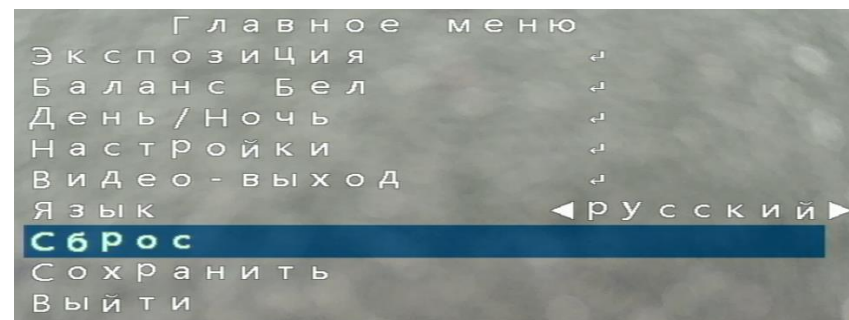 Главное меню
Экспозиция ↵
Баланс Бел ↵
День/Ночь ↵
Настройки ↵
Видео-выход ↵
Язык ◄Русский►
Сброс
Сохранить
Выйти